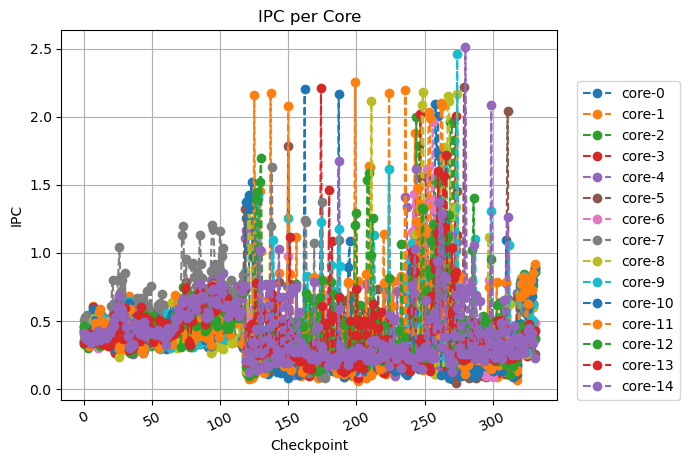 IPC per Core
IPC
2.5
2.0
1.5
1.0
0.5
0.0
0
50
100
150
200
250
300
Checkpoint
core-0
core-1
core-2
core-3
core-4
core-5
core-6
core-7
core-8
core-9
core-10
core-11
core-12
core-13
core-14